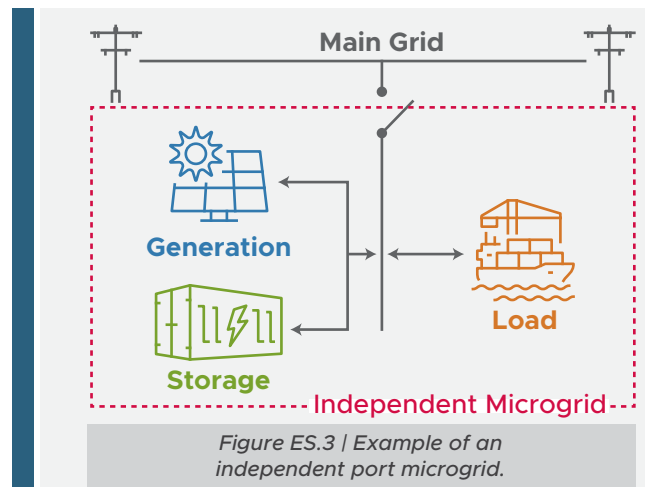 Main Grid
Generation
Storage
Load
Independent Microgrid
Figure ES.3 | Example of an
independent port microgrid.